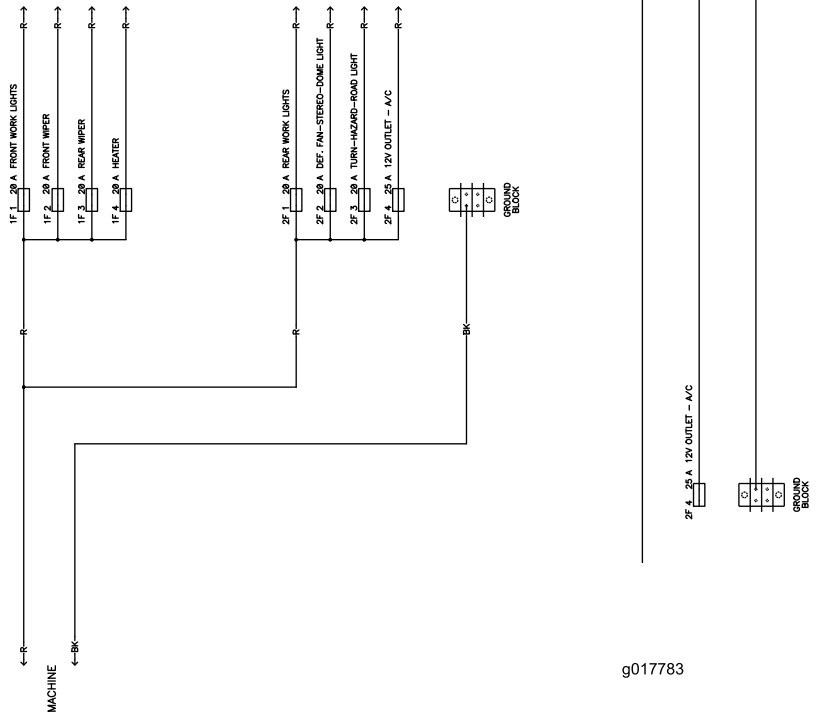 R
R
R
R
R
R
R
R
1F 1 20 A FRONT WORK LIGHTS
1F 2 20 A FRONT WIPER
1F 3 20 A REAR WIPER
1F 4 20 A HEATER
2F 1 20 A REAR WORK LIGHTS
2F 2 20 A DEF. FAN-STEREO-DOME LIGHT
2F 3 20 A TURN-HAZARD-ROAD LIGHT
2F 4 25 A 12V OUTLET - A/C
GROUND
BLOCK
R
R
BK
2F 4 25 A 12V OUTLET - A/C
GROUND
BLOCK
R
BK
MACHINE
g017783